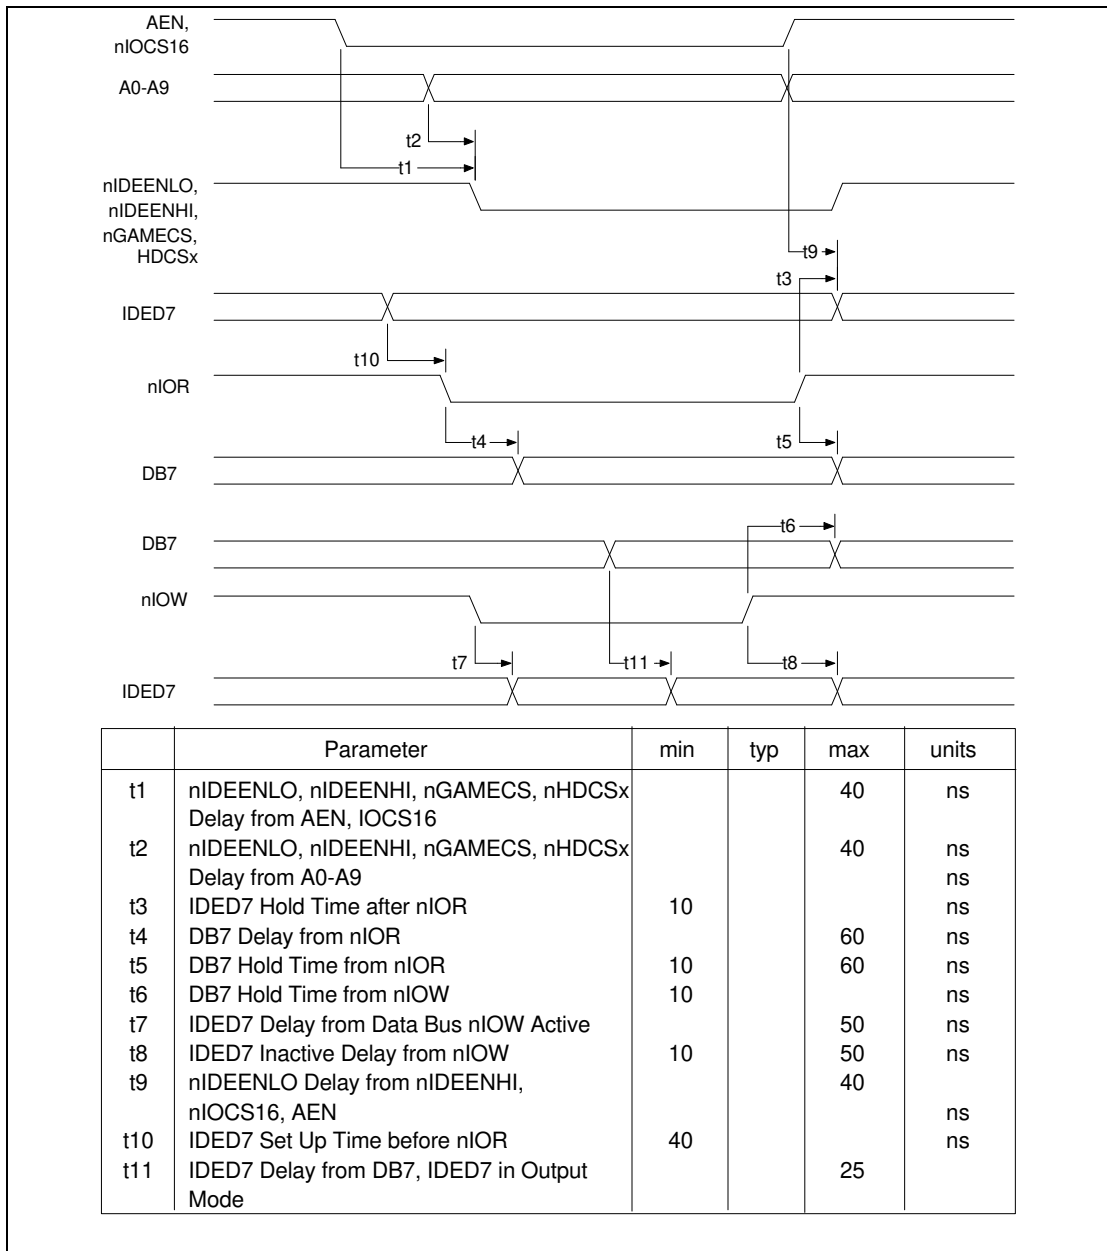 AEN,
nIOCS16
A0-A9
t2
t1
nIDEENLO,
nIDEENHI,
nGAMECS,
HDCSx
t9
t3
IDED7
t10
nIOR
t4
t5
DB7
t6
DB7
nIOW
t7
t11
t8
IDED7
Parameter min typ max units
t1 nIDEENLO, nIDEENHI, nGAMECS, nHDCSx 40 ns
Delay from AEN, IOCS16
t2 nIDEENLO, nIDEENHI, nGAMECS, nHDCSx 40 ns
Delay from A0-A9 ns
t3 IDED7 Hold Time after nIOR 10 ns
t4 DB7 Delay from nIOR 60 ns
t5 DB7 Hold Time from nIOR 10 60 ns
t6 DB7 Hold Time from nIOW 10 ns
t7 IDED7 Delay from Data Bus nIOW Active 50 ns
t8 IDED7 Inactive Delay from nIOW 10 50 ns
t9 nIDEENLO Delay from nIDEENHI, 40
nIOCS16, AEN ns
t10 IDED7 Set Up Time before nIOR 40 ns
t11 IDED7 Delay from DB7, IDED7 in Output 25
Mode